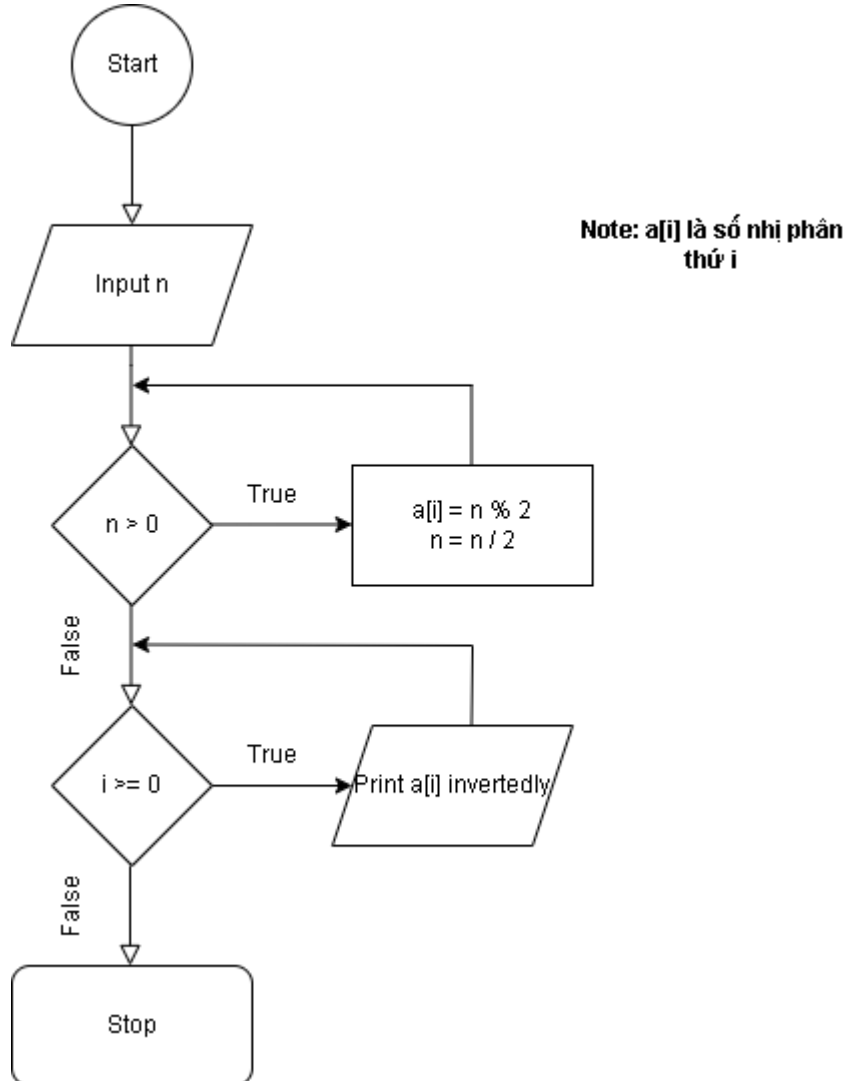 Start
Note: a[i] là số nhị phân
thứ i
Input n
True
n > 0
a[i] = n % 2
n = n / 2
False
True
i >= 0
Print a[i] invertedly
False
Stop